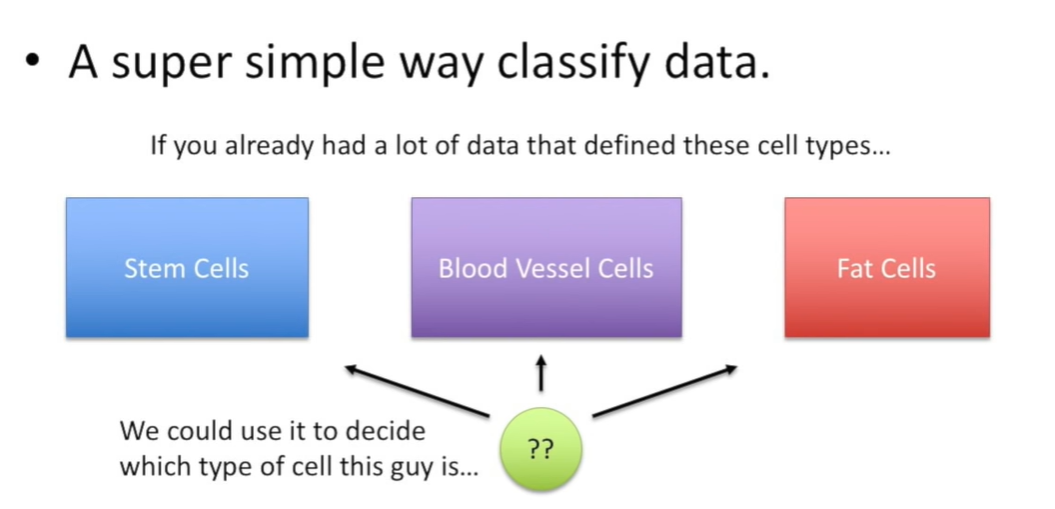 • A super simple way classify data.
If you already had a lot of data that defined these cell types...
Stem Cells
Blood Vessel Cells
Fat Cells
We could use it to decide
which type of cell this guy is...
??